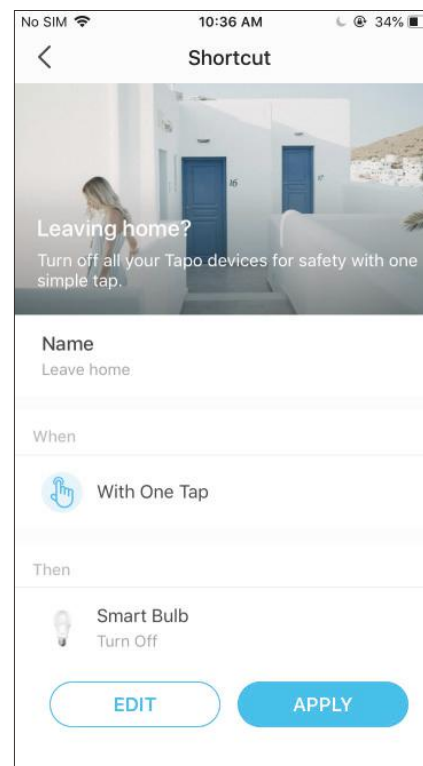 No SIM 10:36 AM 34%
Shortcut
16
Leaving home?
Turn off all your Tapo devices for safety with one
simple tap.
Name
Leave home
When
With One Tap
Then
Smart Bulb
Turn Off
EDIT APPLY